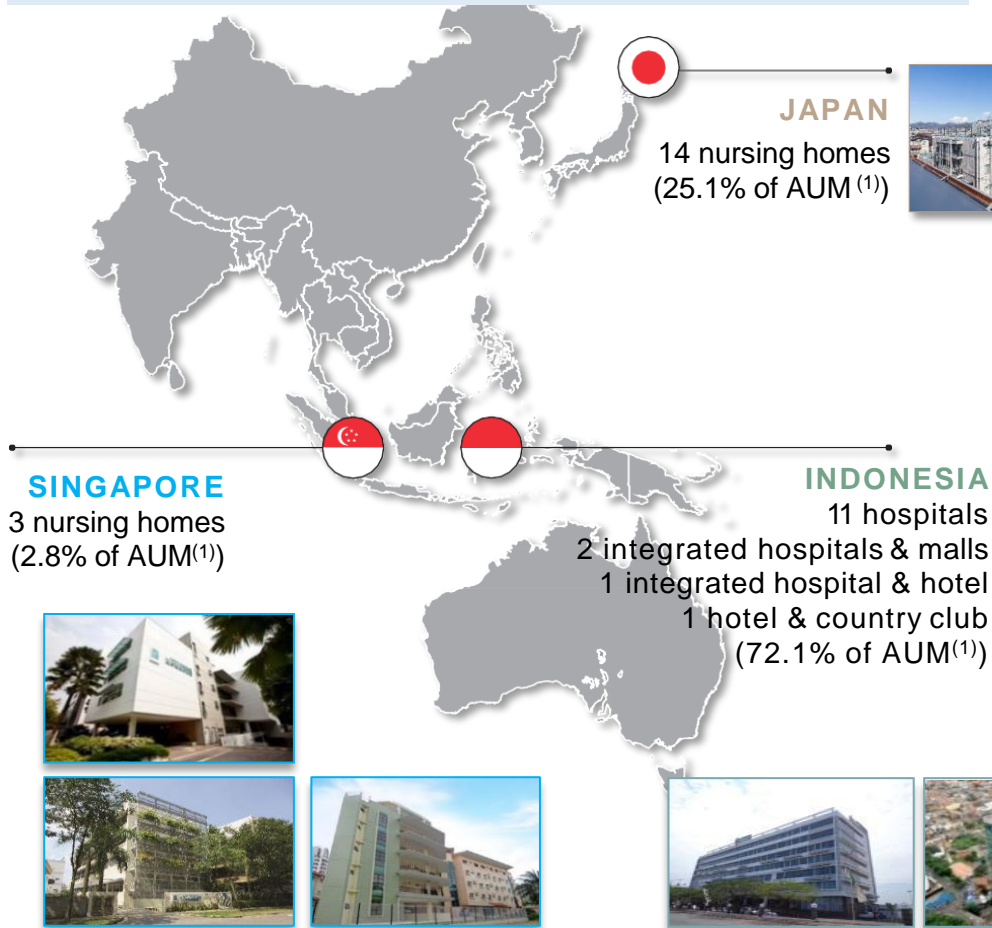 JAPAN
14 nursing homes
(25.1% of AUM (1))
SINGAPORE
3 nursing homes
(2.8% of AUM(1))
INDONESIA
11 hospitals
2 integrated hospitals & malls
1 integrated hospital & hotel
1 hotel & country club
(72.1% of AUM(1))